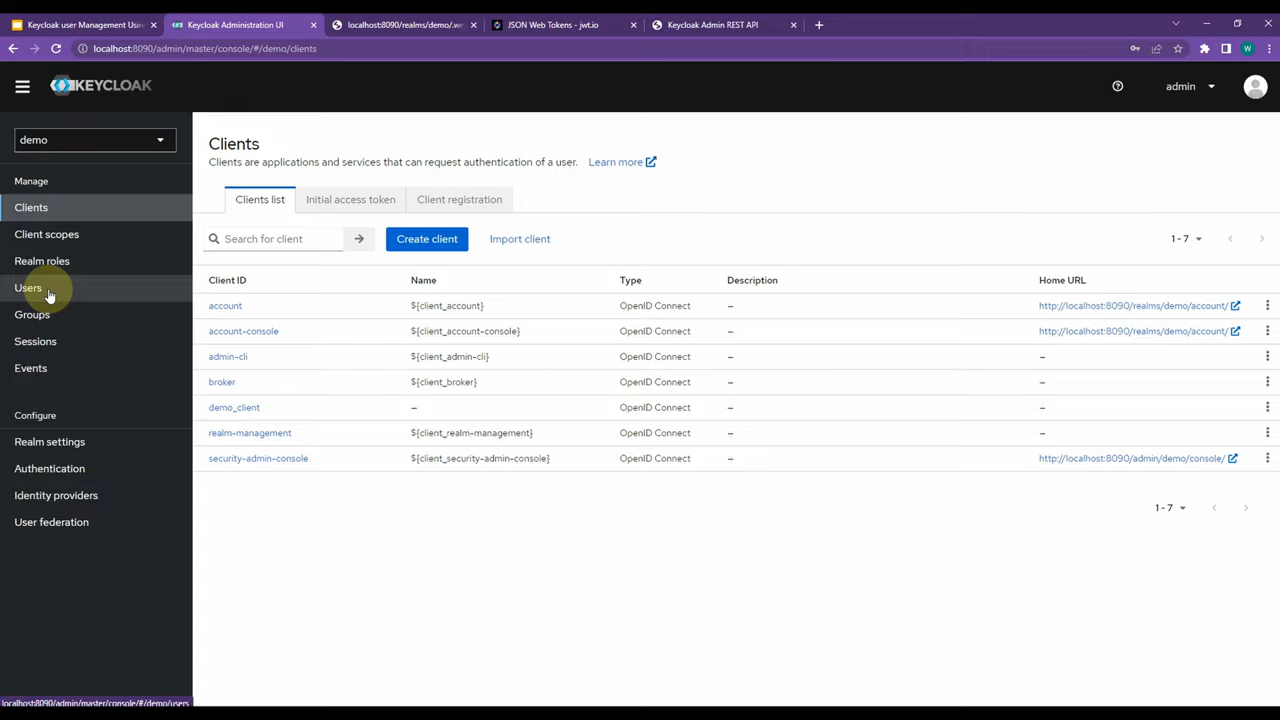 Keycloak user Management Usin
Keycloak Administration UI
localhost:8090/realms/demo/.we
JSON Web Tokens - jwt.io
Keycloak Admin REST API
localhost:8090/admin/master/console/#/demo/clients
W
KEYCLOAK
admin
demo
Manage
Clients
Client scopes
Realm roles
Users
Groups
Sessions
Events
Configure
Realm settings
Authentication
Identity providers
User federation
Clients
Clients are applications and services that can request authentication of a user. Learn more
Clients list Initial access token Client registration
Search for client Create client Import client 1 - 7
Client ID Name Type Description Home URL
account ${client_account} OpenID Connect – http://localhost:8090/realms/demo/account/
account-console ${client_account-console} OpenID Connect – http://localhost:8090/realms/demo/account/
admin-cli ${client_admin-cli} OpenID Connect – –
broker ${client_broker} OpenID Connect – –
demo_client – OpenID Connect – –
realm-management ${client_realm-management} OpenID Connect – –
security-admin-console ${client_security-admin-console} OpenID Connect – http://localhost:8090/admin/demo/console/
1 - 7
localhost:8090/admin/master/console/#/demo/users